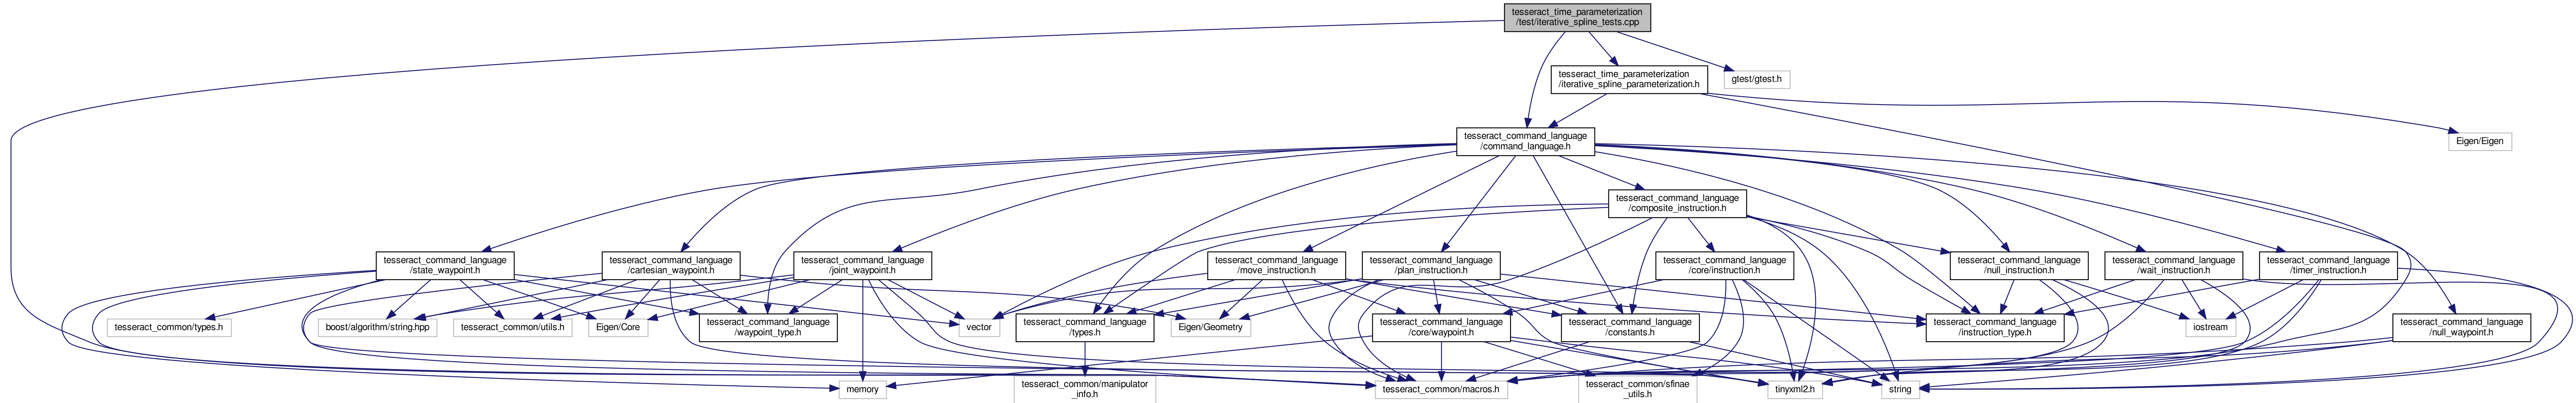 tesseract_time_parameterization
/test/iterative_spline_tests.cpp
tesseract_time_parameterization
/iterative_spline_parameterization.h
gtest/gtest.h
tesseract_command_language
/command_language.h
Eigen/Eigen
tesseract_command_language
/composite_instruction.h
tesseract_command_language
/state_waypoint.h
tesseract_command_language
/cartesian_waypoint.h
tesseract_command_language
/joint_waypoint.h
tesseract_command_language
/move_instruction.h
tesseract_command_language
/plan_instruction.h
tesseract_command_language
/core/instruction.h
tesseract_command_language
/null_instruction.h
tesseract_command_language
/wait_instruction.h
tesseract_command_language
/timer_instruction.h
tesseract_common/types.h
boost/algorithm/string.hpp
tesseract_common/utils.h
Eigen/Core
tesseract_command_language
/waypoint_type.h
vector
tesseract_command_language
/types.h
Eigen/Geometry
tesseract_command_language
/core/waypoint.h
tesseract_command_language
/constants.h
tesseract_command_language
/instruction_type.h
iostream
tesseract_command_language
/null_waypoint.h
memory
tesseract_common/manipulator
_info.h
tesseract_common/macros.h
tesseract_common/sfinae
_utils.h
tinyxml2.h
string